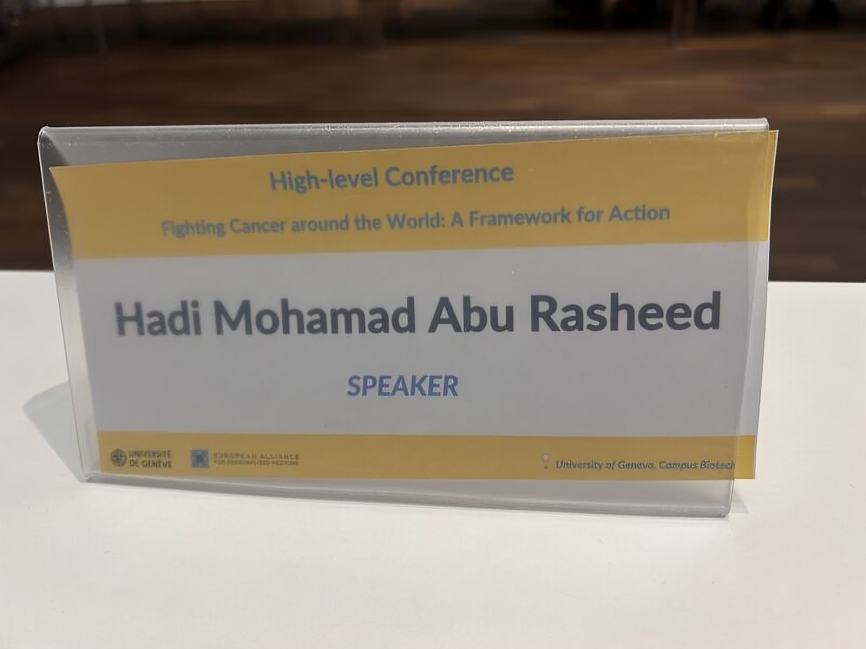 High-level Conference
Fighting Cancer around the World: A Framework for Action
Hadi Mohamad Abu Rasheed
SPEAKER
UNIVERSITÉ
DE GENÈVE
EUROPEAN ALLIANCE
FOR PERSONALISED MEDICINE
University of Geneva, Campus Biotech